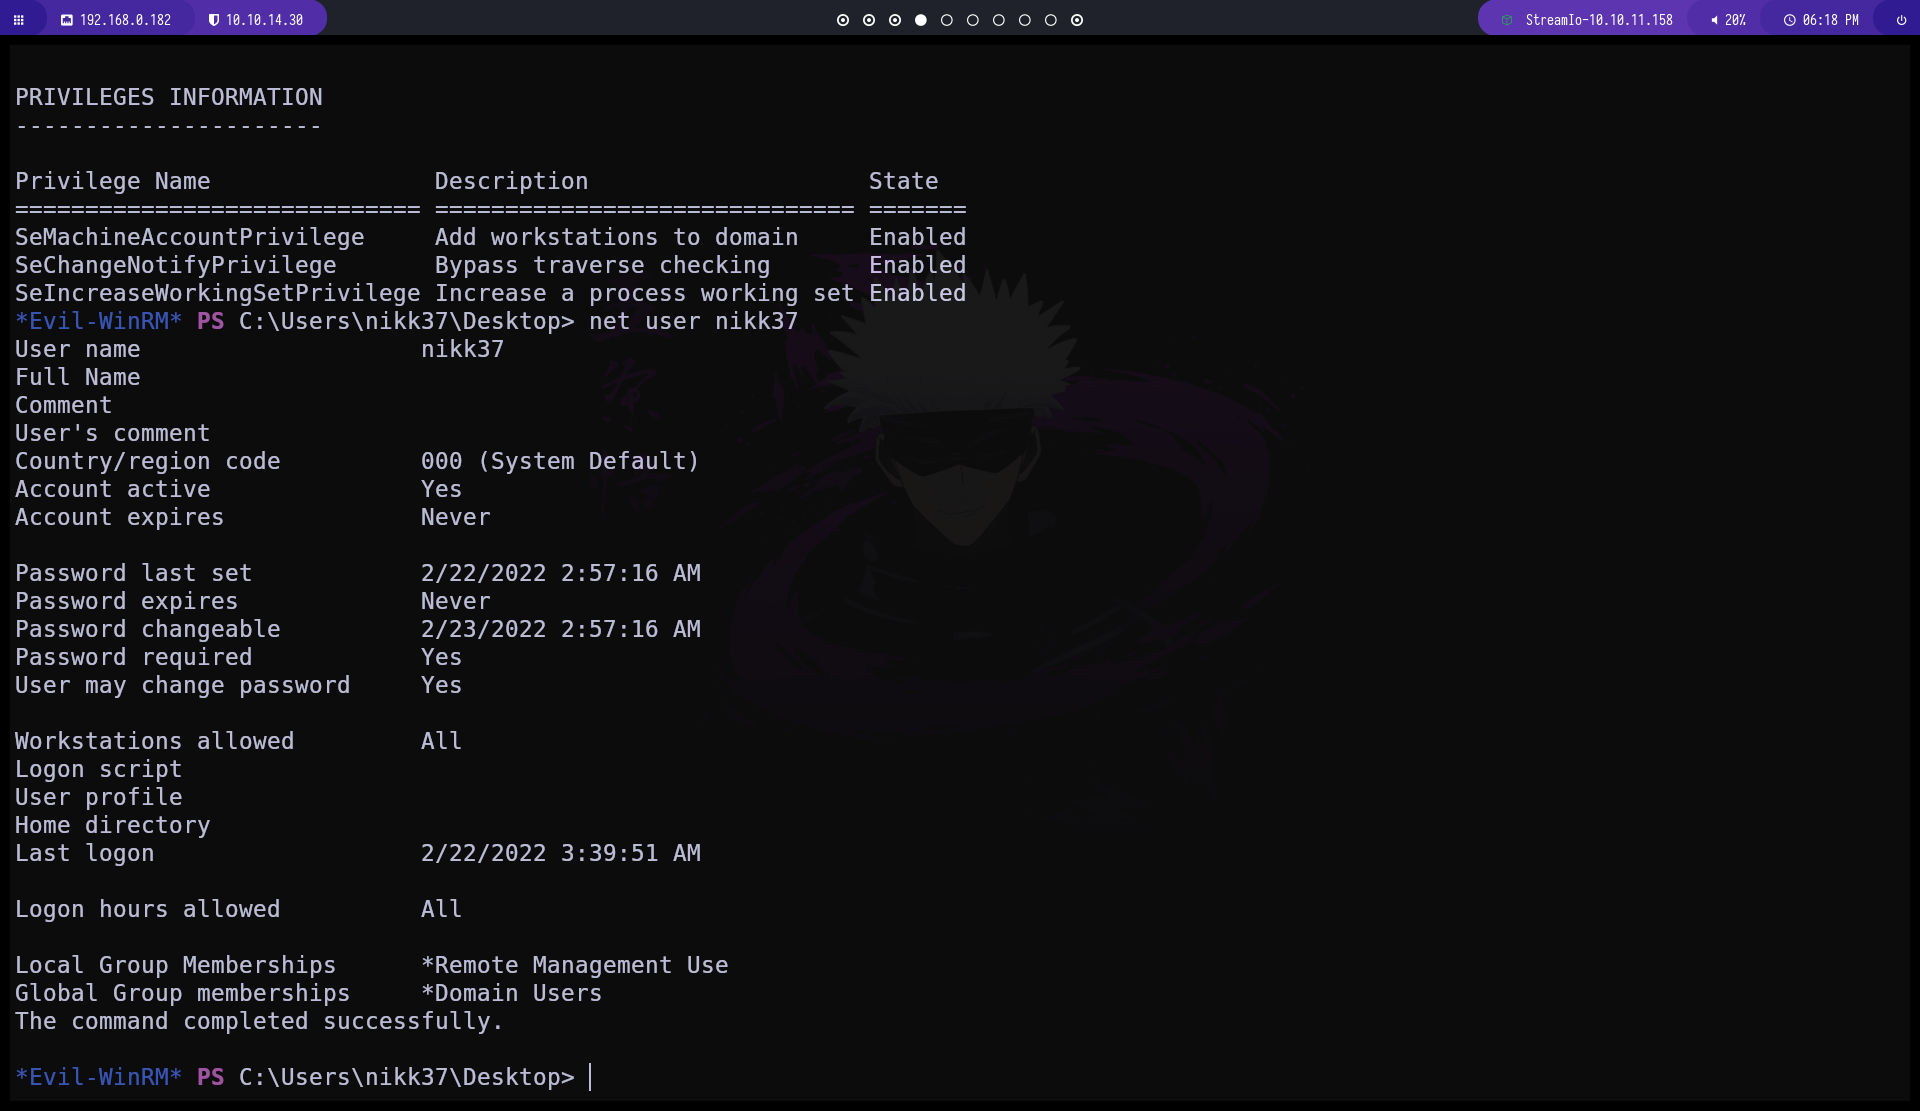 192.168.0.182 10.10.14.30 StreamIo-10.10.11.158 20% 06:18 PM
PRIVILEGES INFORMATION
----------------------
Privilege Name                Description                    State
============================= ============================== =======
SeMachineAccountPrivilege     Add workstations to domain     Enabled
SeChangeNotifyPrivilege       Bypass traverse checking       Enabled
SeIncreaseWorkingSetPrivilege Increase a process working set Enabled
*Evil-WinRM* PS C:\Users\nikk37\Desktop> net user nikk37
User name                    nikk37
Full Name
Comment
User's comment
Country/region code          000 (System Default)
Account active               Yes
Account expires              Never
Password last set            2/22/2022 2:57:16 AM
Password expires             Never
Password changeable          2/23/2022 2:57:16 AM
Password required            Yes
User may change password     Yes
Workstations allowed         All
Logon script
User profile
Home directory
Last logon                   2/22/2022 3:39:51 AM
Logon hours allowed          All
Local Group Memberships      *Remote Management Use
Global Group memberships     *Domain Users
The command completed successfully.
*Evil-WinRM* PS C:\Users\nikk37\Desktop>